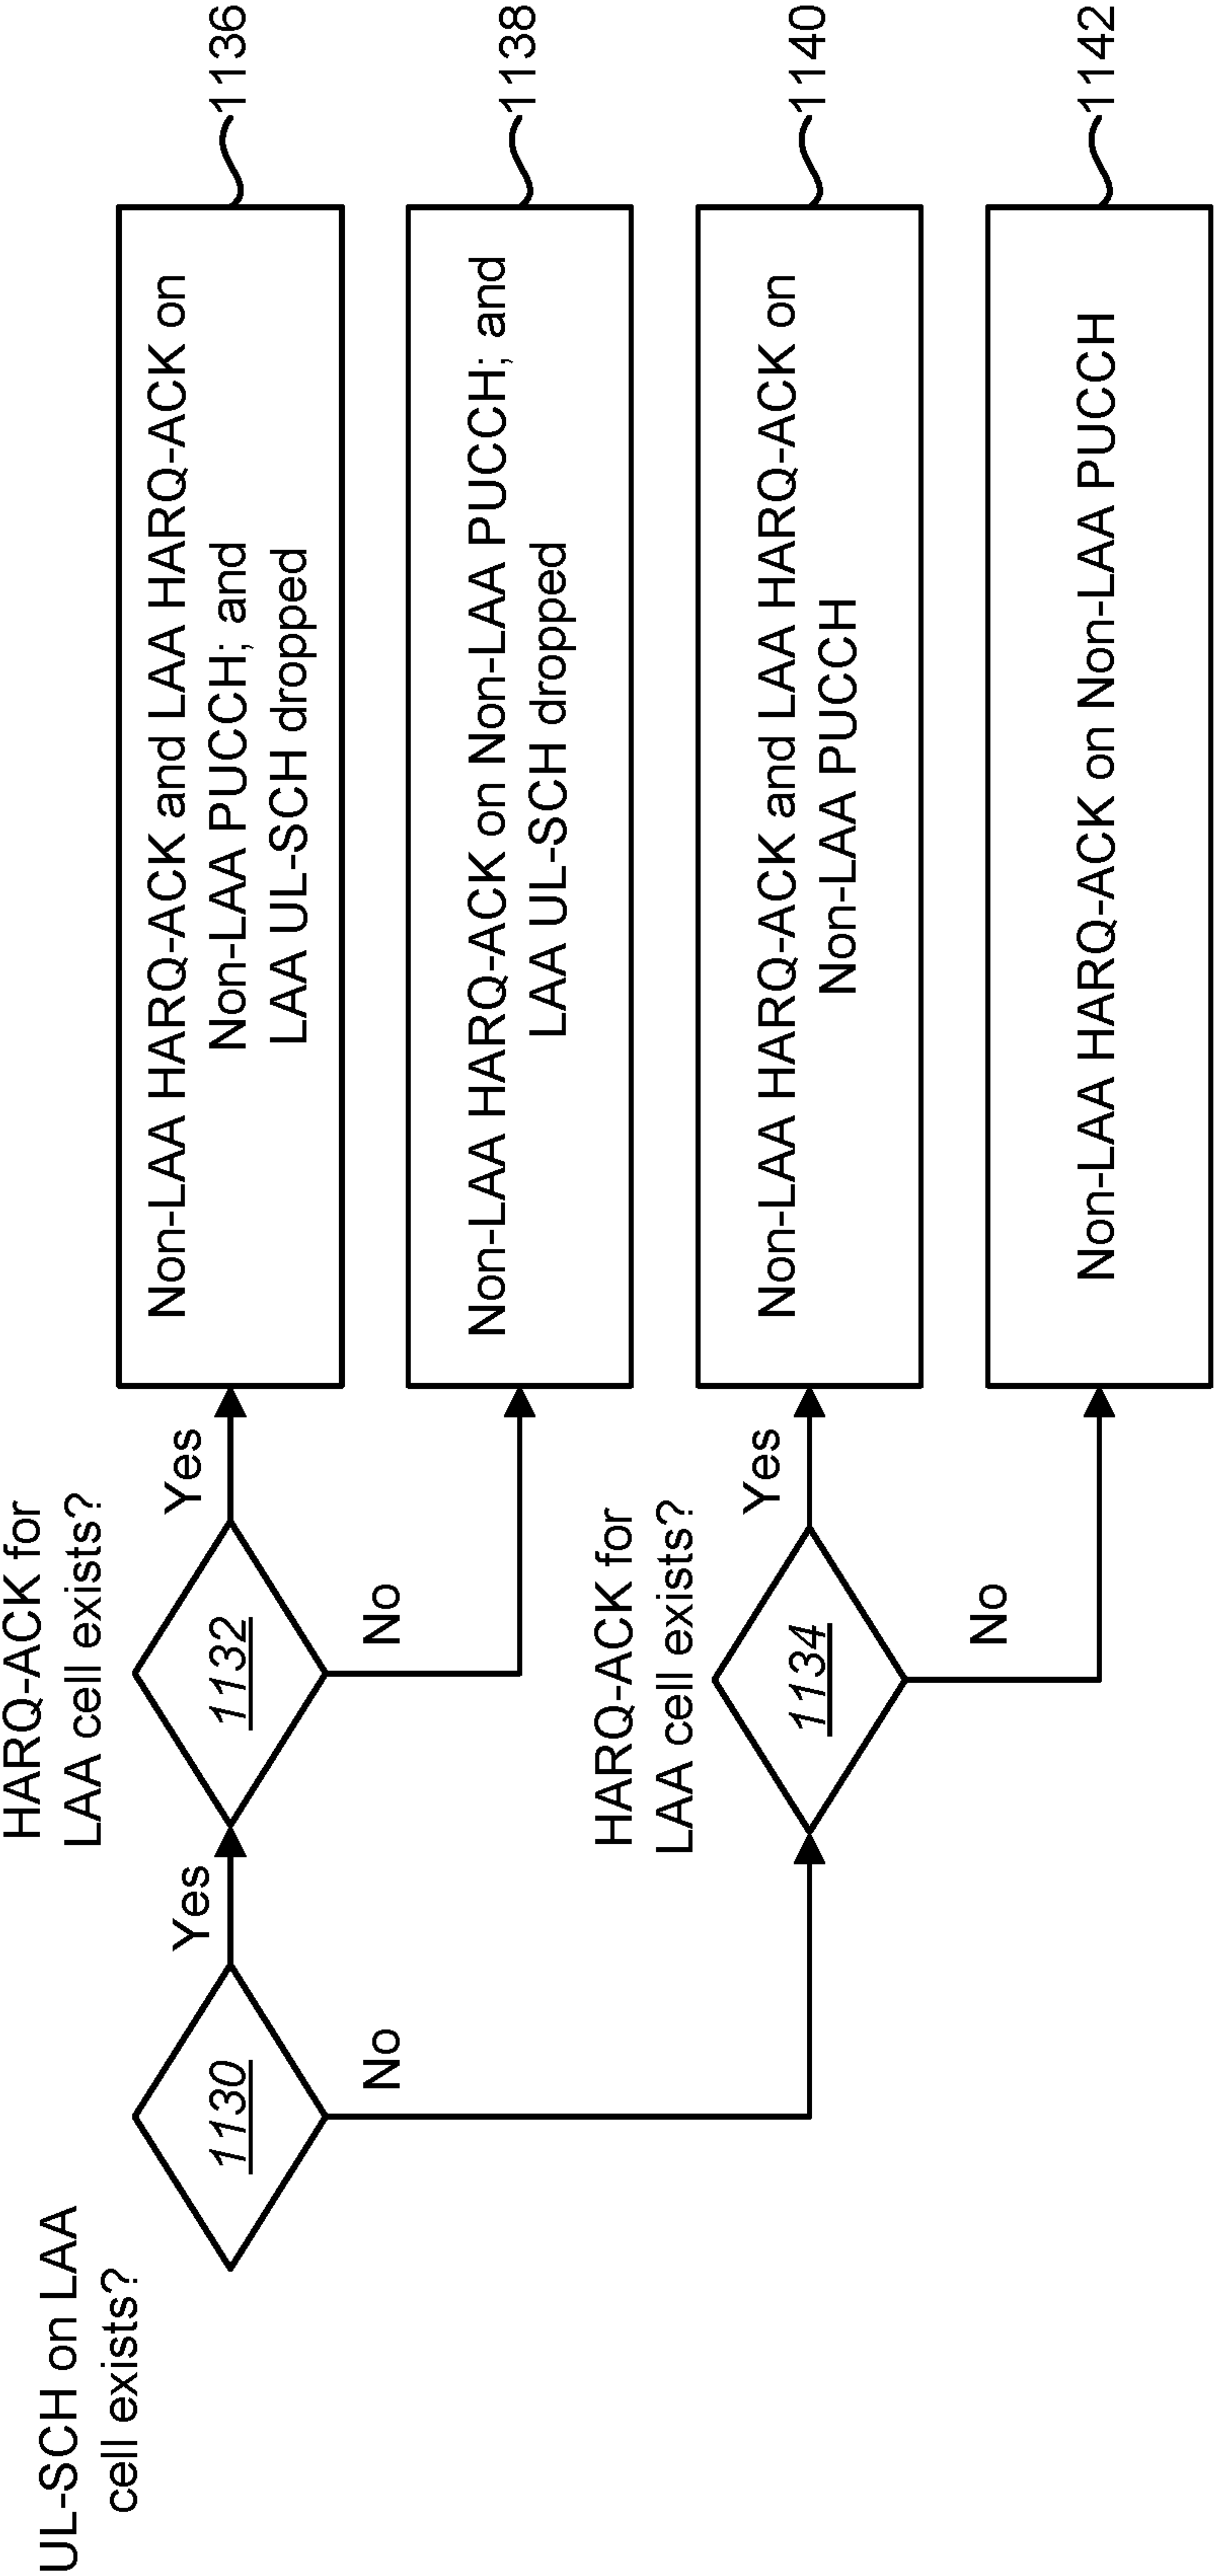 UL-SCH on LAA
cell exists?
1130
Yes
No
HARQ-ACK for
LAA cell exists?
1132
Yes
No
Non-LAA HARQ-ACK and LAA HARQ-ACK on
Non-LAA PUCCH; and
LAA UL-SCH dropped
1136
Non-LAA HARQ-ACK on Non-LAA PUCCH; and
LAA UL-SCH dropped
1138
HARQ-ACK for
LAA cell exists?
1134
Yes
No
Non-LAA HARQ-ACK and LAA HARQ-ACK on
Non-LAA PUCCH
1140
Non-LAA HARQ-ACK on Non-LAA PUCCH
1142